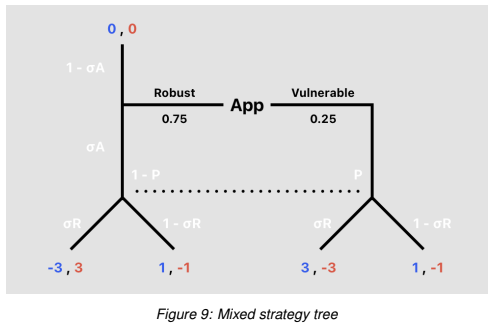 0 , 0
1 - σA
Robust
App
Vulnerable
0.75
0.25
σA
1 - P
P
σR
1 - σR
σR
1 - σR
-3 , 3
1 , -1
3 , -3
1 , -1
Figure 9: Mixed strategy tree